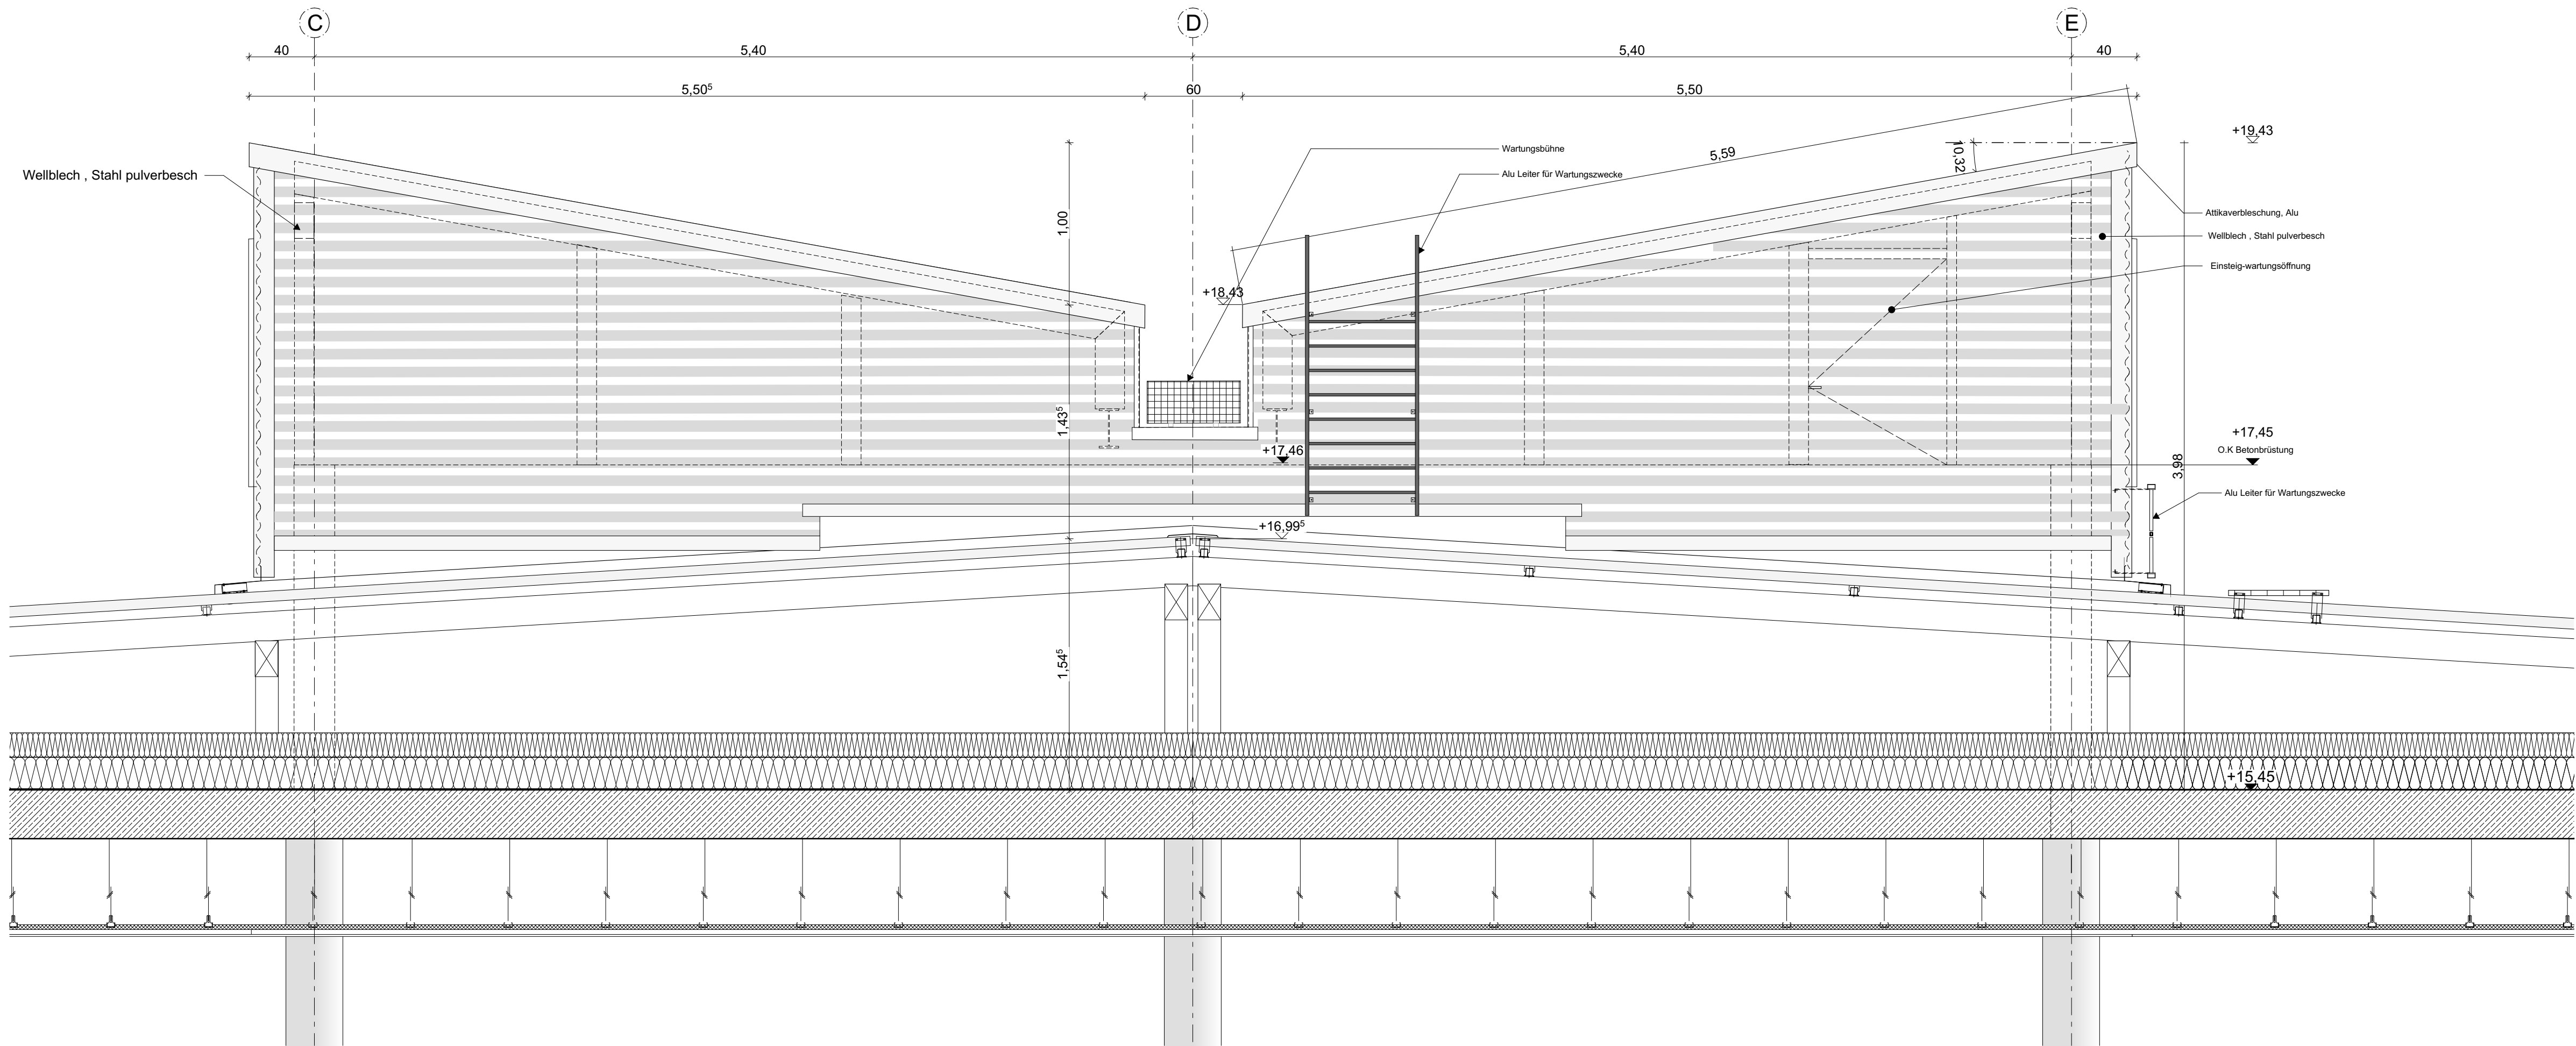 C
D
E
40
5,40
5,40
40
5,50⁵
60
5,50
+19,43
Wartungsbühne
5,59
10,32
Wellblech , Stahl pulverbesch
Alu Leiter für Wartungszwecke
1,00
Attikaverbleschung, Alu
Wellblech , Stahl pulverbesch
Einsteig-wartungsöffnung
+18,43
1,43⁵
+17,46
+17,45
O.K Betonbrüstung
3,98
Alu Leiter für Wartungszwecke
+16,99⁵
1,54⁵
+15,45